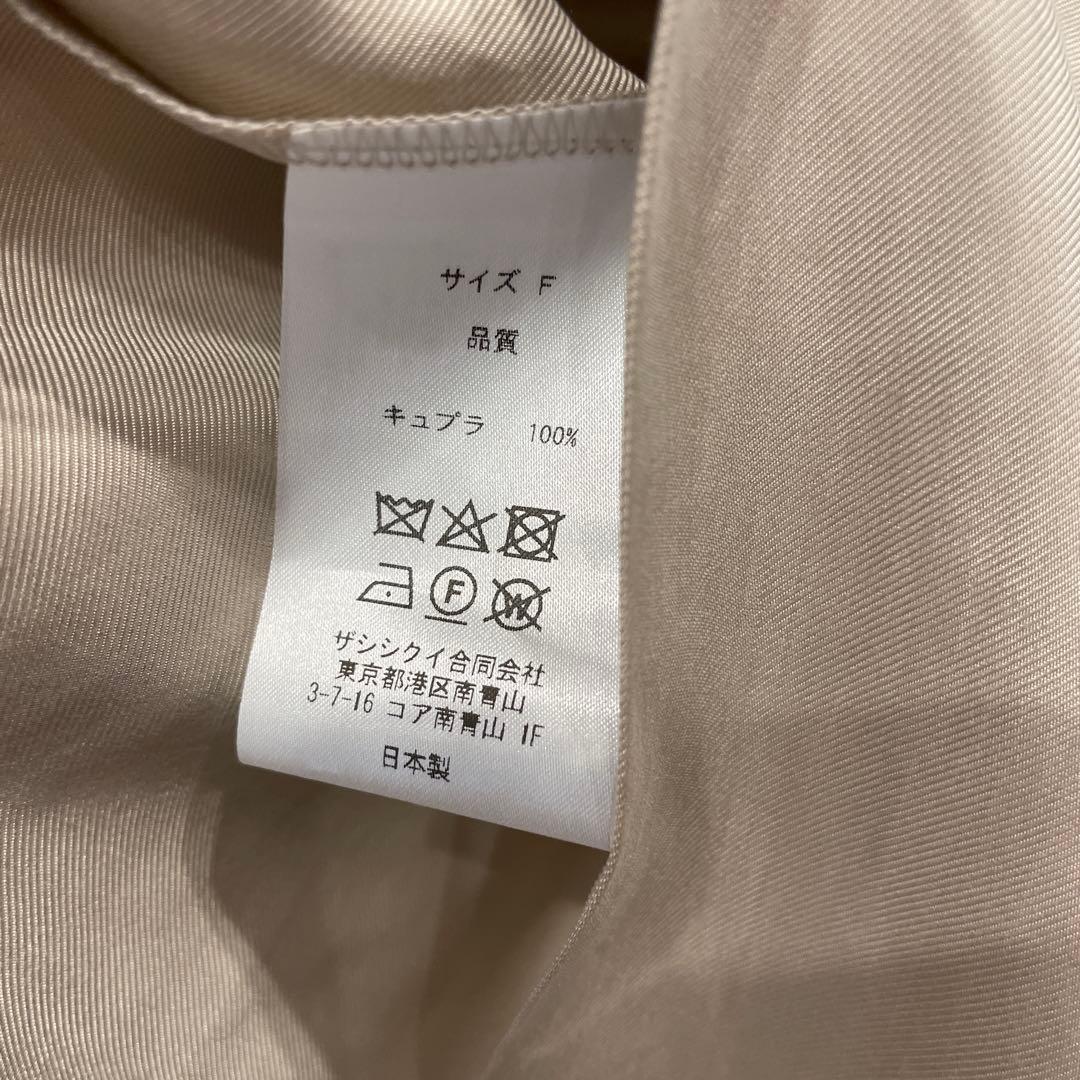 サイズ F
品質
キュプラ 100%
F
W
ザシシクイ合同会社
東京都港区南青山
3-7-16 コア南青山 1F
日本製